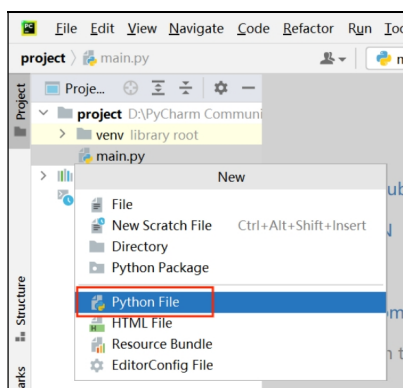 PC File Edit View Navigate Code Refactor Run
project main.py
Project Proje...
project D:\PyCharm Communi
venv library root
main.py
New
File
New Scratch File Ctrl+Alt+Shift+Insert
Directory
Python Package
Python File
HTML File
Resource Bundle
EditorConfig File
Structure